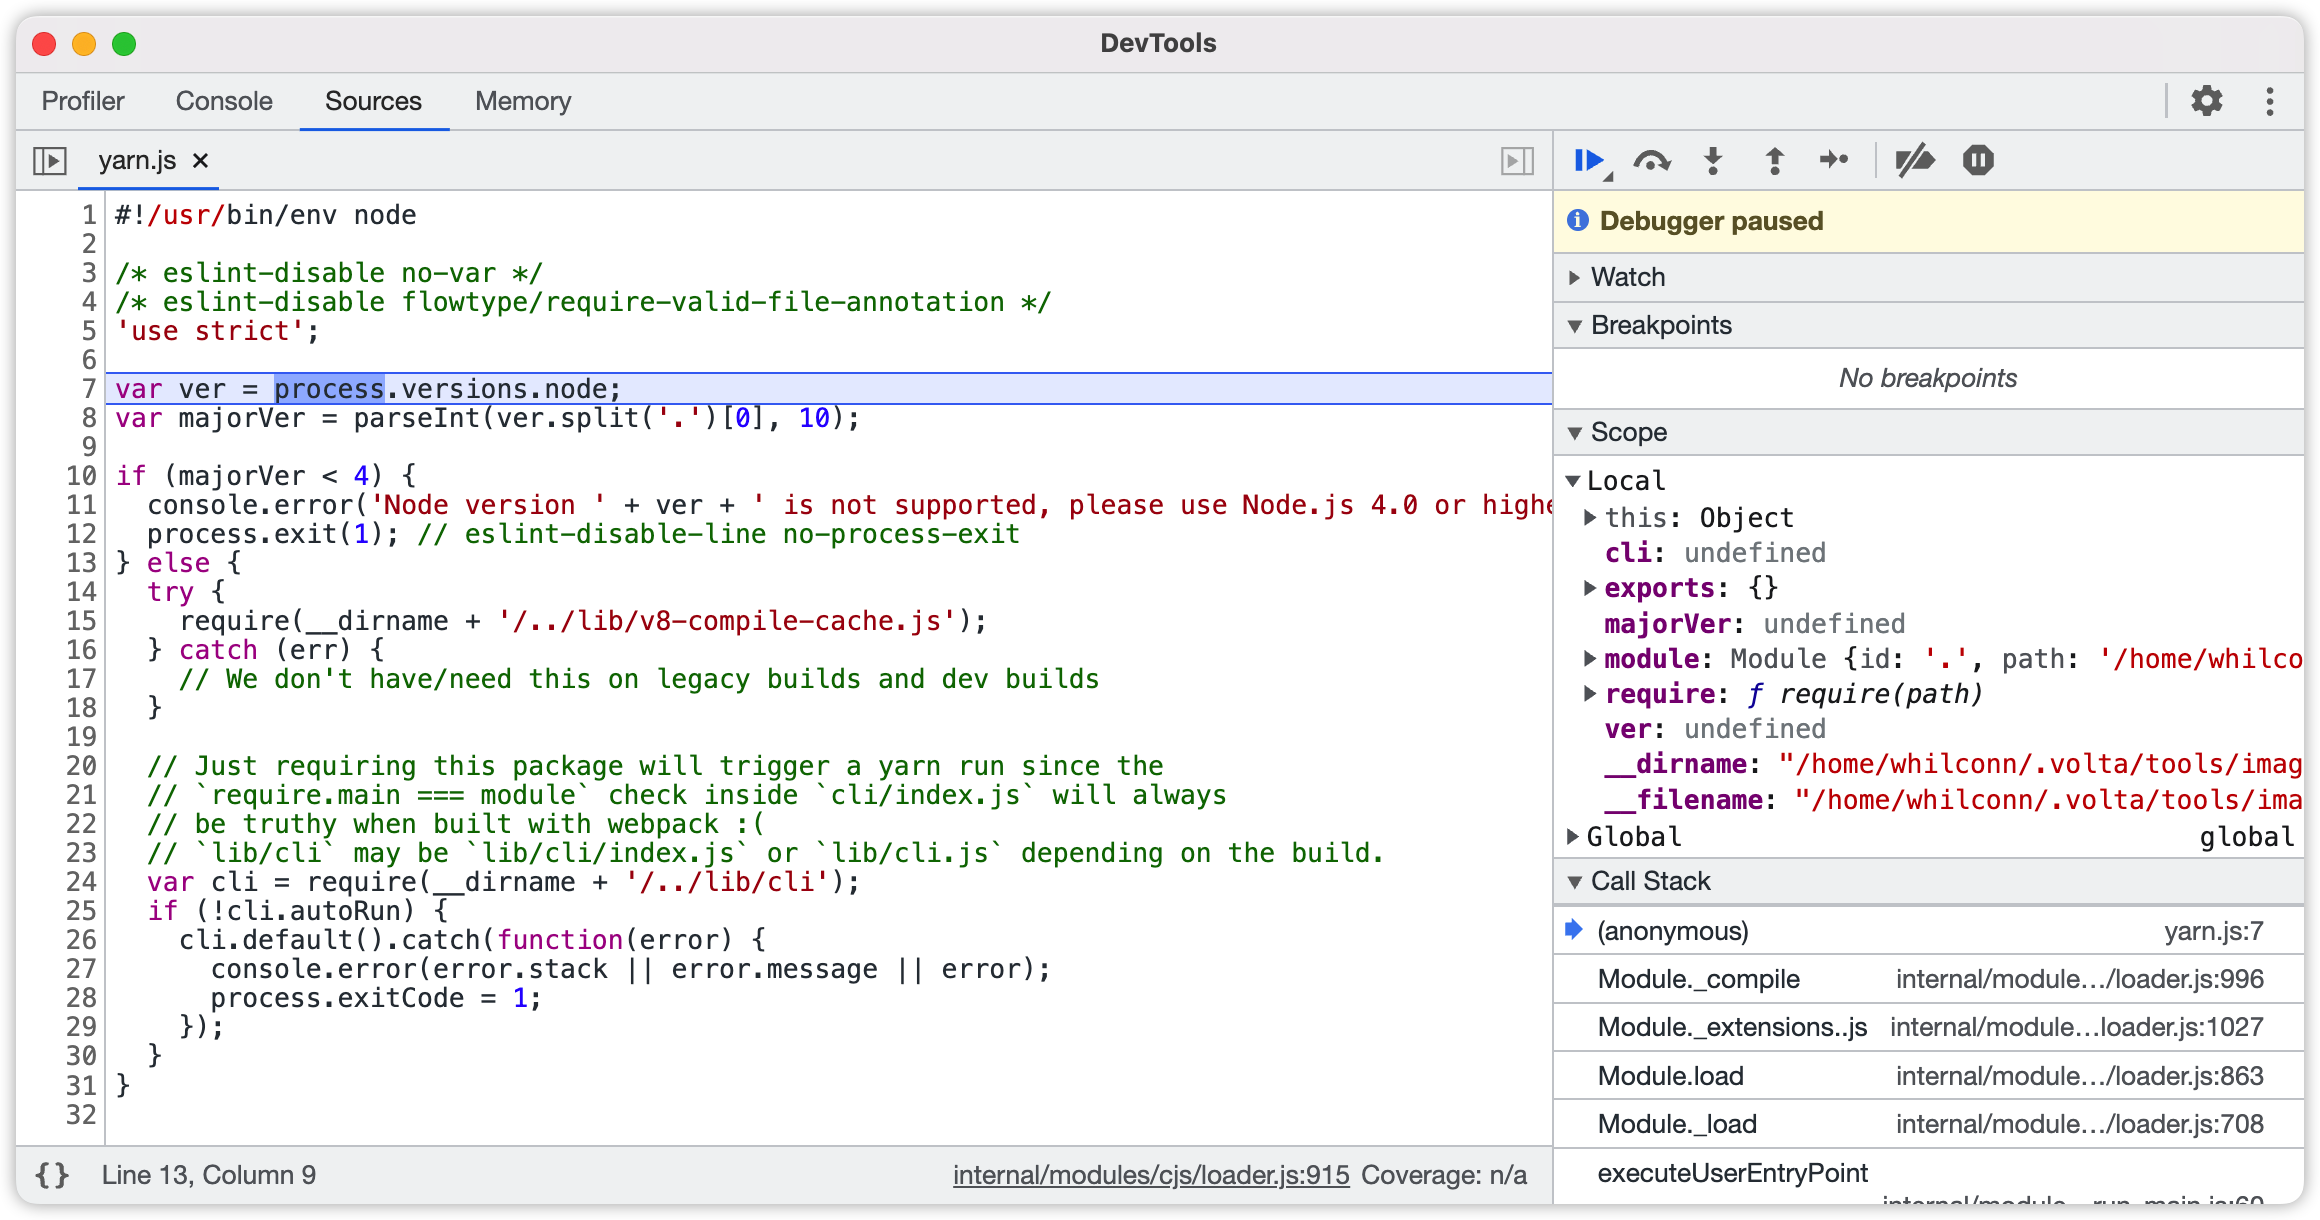 DevTools
Profiler Console Sources Memory
yarn.js ×
1 #!/usr/bin/env node
2
3 /* eslint-disable no-var */
4 /* eslint-disable flowtype/require-valid-file-annotation */
5 'use strict';
6
7 var ver = process.versions.node;
8 var majorVer = parseInt(ver.split('.')[0], 10);
9
10 if (majorVer < 4) {
11   console.error('Node version ' + ver + ' is not supported, please use Node.js 4.0 or highe
12   process.exit(1); // eslint-disable-line no-process-exit
13 } else {
14   try {
15     require(__dirname + '/../lib/v8-compile-cache.js');
16   } catch (err) {
17     // We don't have/need this on legacy builds and dev builds
18   }
19
20   // Just requiring this package will trigger a yarn run since the
21   // `require.main === module` check inside `cli/index.js` will always
22   // be truthy when built with webpack :(
23   // `lib/cli` may be `lib/cli/index.js` or `lib/cli.js` depending on the build.
24   var cli = require(__dirname + '/../lib/cli');
25   if (!cli.autoRun) {
26     cli.default().catch(function(error) {
27       console.error(error.stack || error.message || error);
28       process.exitCode = 1;
29     });
30   }
31 }
32
{} Line 13, Column 9 internal/modules/cjs/loader.js:915 Coverage: n/a
Debugger paused
Watch
Breakpoints
No breakpoints
Scope
Local
this: Object
cli: undefined
exports: {}
majorVer: undefined
module: Module {id: '.', path: '/home/whilco
require: ƒ require(path)
ver: undefined
__dirname: "/home/whilconn/.volta/tools/imag
__filename: "/home/whilconn/.volta/tools/ima
Global global
Call Stack
(anonymous) yarn.js:7
Module._compile internal/module…/loader.js:996
Module._extensions..js internal/module…loader.js:1027
Module.load internal/module…/loader.js:863
Module._load internal/module…/loader.js:708
executeUserEntryPoint